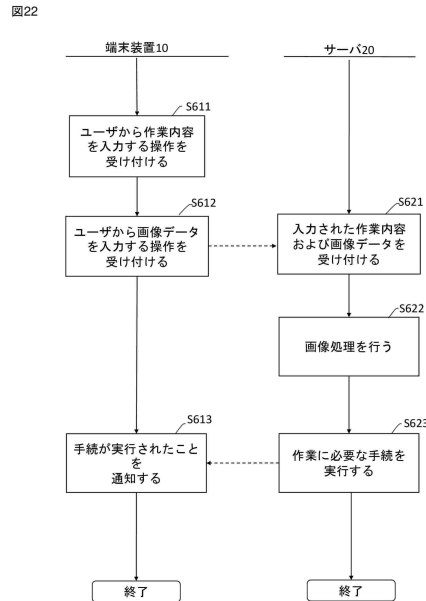 図22
端末装置10
サーバ20
S611
ユーザから作業内容
を入力する操作を
受け付ける
S612
ユーザから画像データ
を入力する操作を
受け付ける
S621
入力された作業内容
および画像データを
受け付ける
S622
画像処理を行う
S613
手続が実行されたこと
を
通知する
S623
作業に必要な手続を
実行する
終了
終了